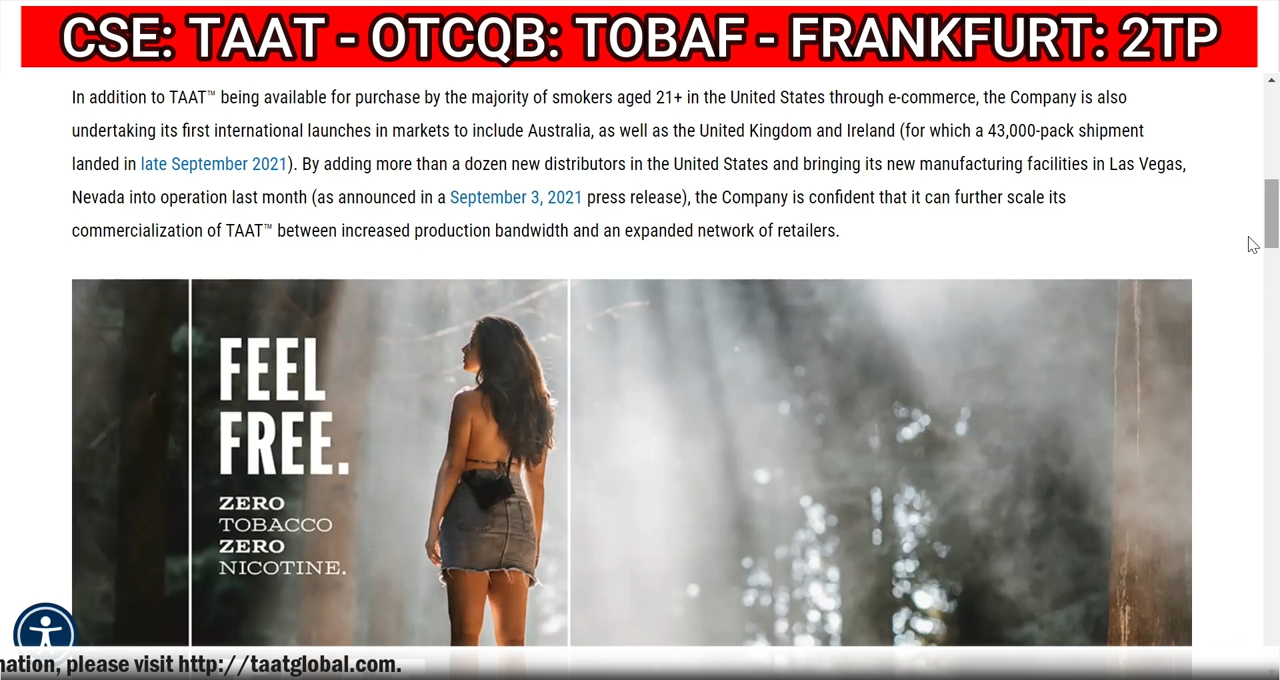 CSE: TAAT - OTCQB: TOBAF - FRANKFURT: 2TP
In addition to TAAT™ being available for purchase by the majority of smokers aged 21+ in the United States through e-commerce, the Company is also
undertaking its first international launches in markets to include Australia, as well as the United Kingdom and Ireland (for which a 43,000-pack shipment
landed in late September 2021). By adding more than a dozen new distributors in the United States and bringing its new manufacturing facilities in Las Vegas,
Nevada into operation last month (as announced in a September 3, 2021 press release), the Company is confident that it can further scale its
commercialization of TAAT™ between increased production bandwidth and an expanded network of retailers.
FEEL
FREE.
ZERO
TOBACCO
ZERO
NICOTINE.
nation, please visit http://taatglobal.com.